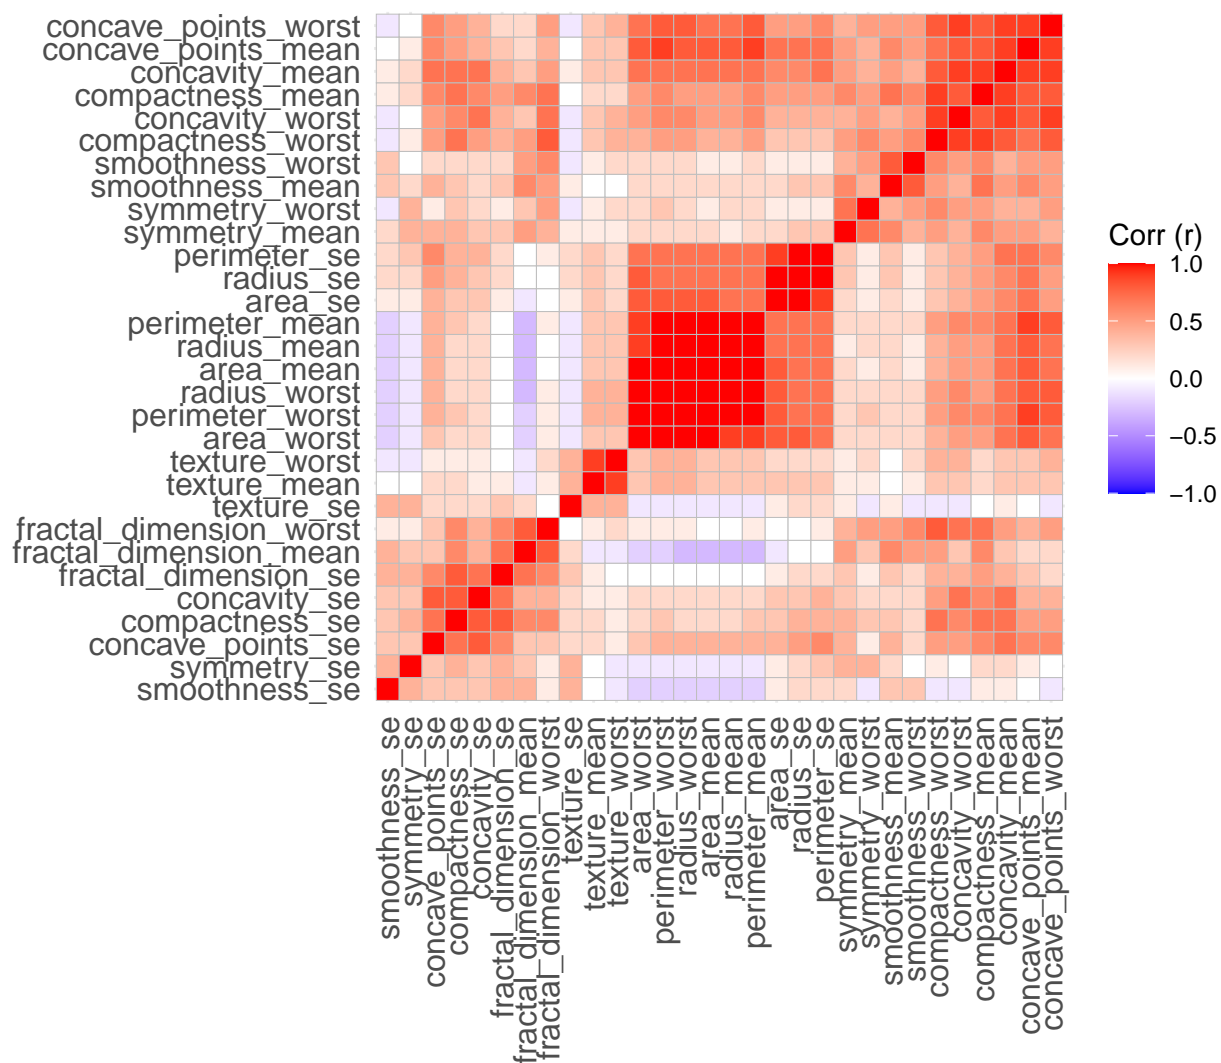 concave_points_worst
concave_points_mean
concavity_mean
compactness_mean
concavity_worst
compactness_worst
smoothness_worst
smoothness_mean
symmetry_worst
symmetry_mean
perimeter_se
radius_se
area_se
perimeter_mean
radius_mean
area_mean
radius_worst
perimeter_worst
area_worst
texture_worst
texture_mean
texture_se
fractal_dimension_worst
fractal_dimension_mean
fractal_dimension_se
concavity_se
compactness_se
concave_points_se
symmetry_se
smoothness_se
smoothness_se
symmetry_se
concave_points_se
compactness_se
concavity_se
fractal_dimension_se
fractal_dimension_mean
fractal_dimension_worst
texture_se
texture_mean
texture_worst
area_worst
perimeter_worst
radius_worst
area_mean
radius_mean
perimeter_mean
area_se
radius_se
perimeter_se
symmetry_mean
symmetry_worst
smoothness_mean
smoothness_worst
compactness_worst
concavity_worst
compactness_mean
concavity_mean
concave_points_mean
concave_points_worst
Corr (r)
1.0
0.5
0.0
−0.5
−1.0